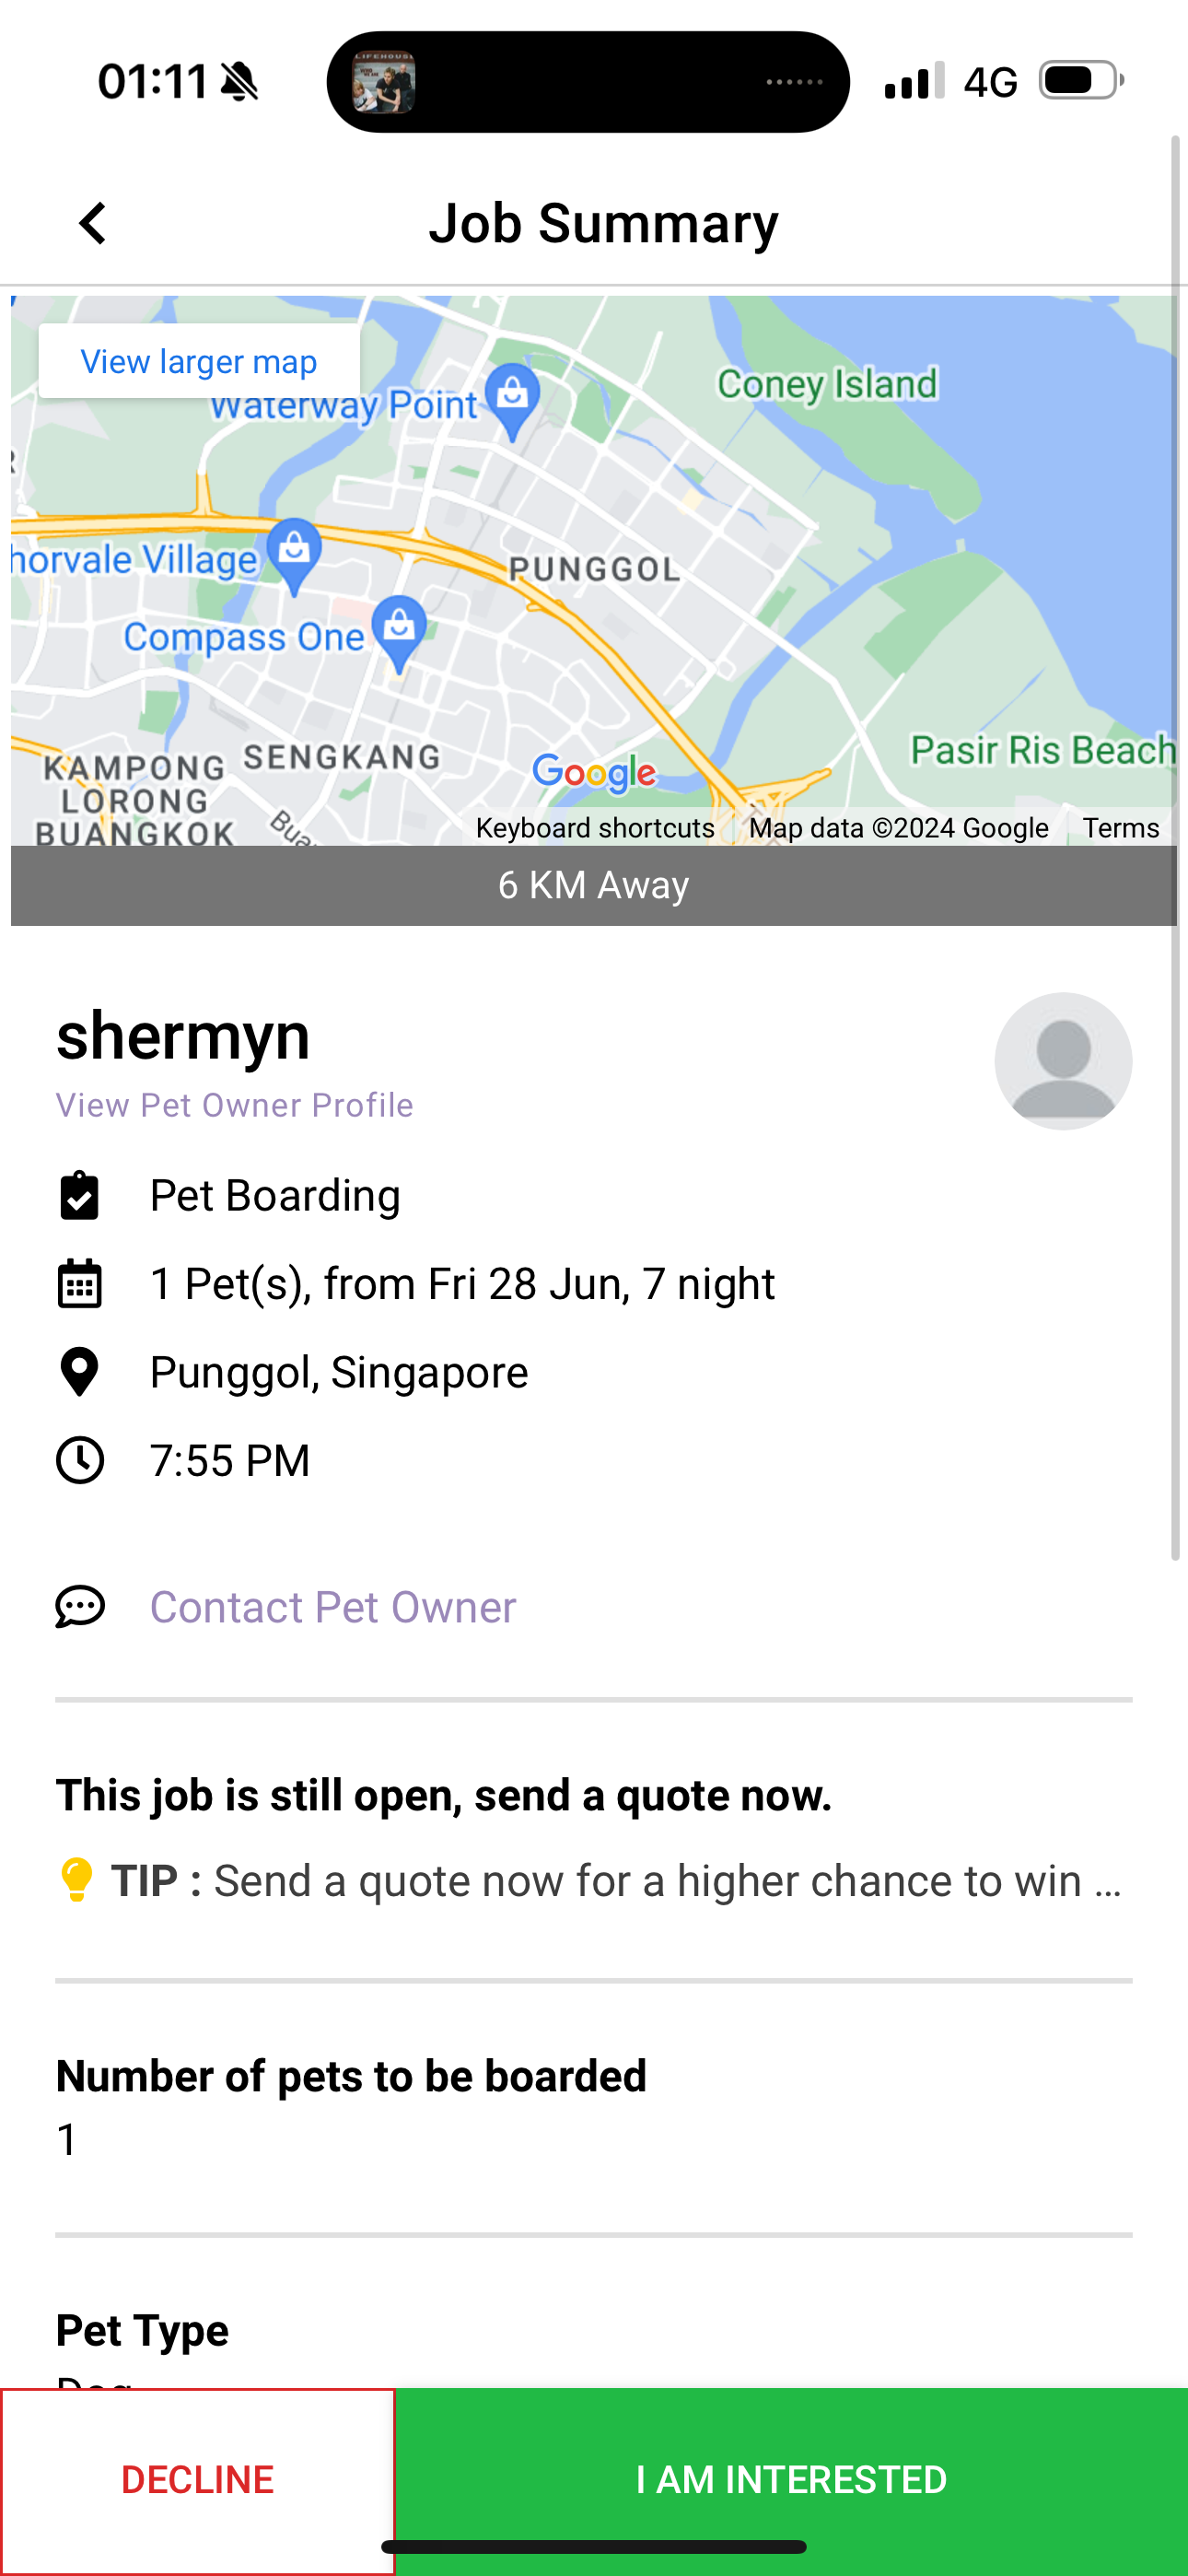 01:11
LIFEHOUSE
4G
Job Summary
View larger map
Waterway Point
Coney Island
horvale Village
PUNGGOL
Compass One
SENGKANG
KAMPONG
LORONG
BUANGKOK
Pasir Ris Beach
Google
Bua
Keyboard shortcuts
Map data ©2024 Google
Terms
6 KM Away
shermyn
View Pet Owner Profile
Pet Boarding
1 Pet(s), from Fri 28 Jun, 7 night
Punggol, Singapore
7:55 PM
Contact Pet Owner
This job is still open, send a quote now.
TIP : Send a quote now for a higher chance to win ...
Number of pets to be boarded
1
Pet Type
Dog
DECLINE
I AM INTERESTED